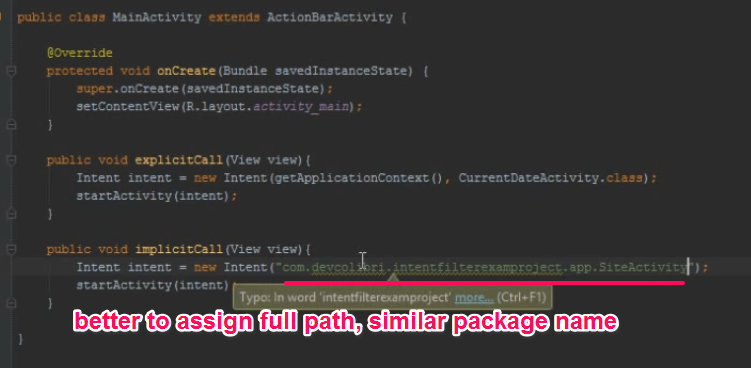 public class MainActivity extends ActionBarActivity {
@Override
protected void onCreate(Bundle savedInstanceState) {
super.onCreate(savedInstanceState);
setContentView(R.layout.activity_main);
}
public void explicitCall(View view){
Intent intent = new Intent(getApplicationContext(), CurrentDateActivity.class);
startActivity(intent);
}
public void implicitCall(View view){
Intent intent = new Intent("com.devcolibri.intentfilterexamproject.app.SiteActivity");
startActivity(intent)
Typo: In word 'intentfilterexamproject' more... (Ctrl+F1)
}
better to assign full path, similar package name
}